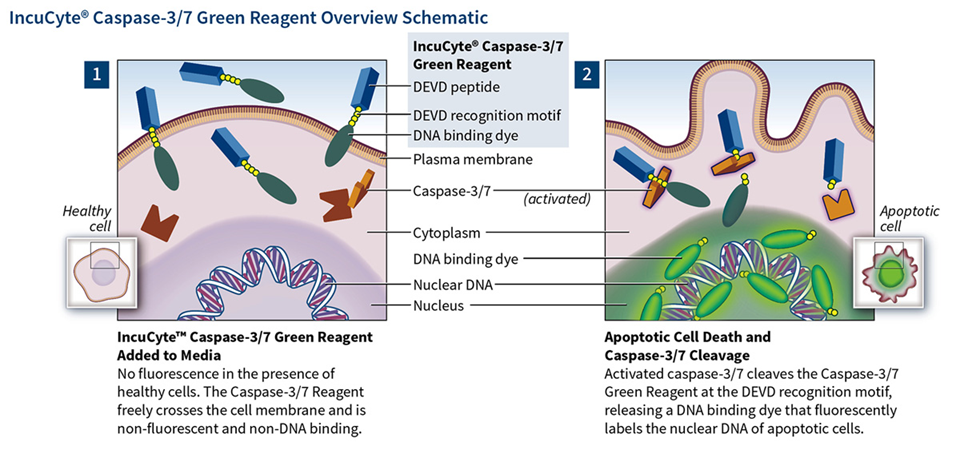 IncuCyte® Caspase-3/7 Green Reagent Overview Schematic
1
IncuCyte® Caspase-3/7
Green Reagent
DEVD peptide
DEVD recognition motif
DNA binding dye
Plasma membrane
Caspase-3/7
(activated)
Cytoplasm
DNA binding dye
Nuclear DNA
Nucleus
Healthy
cell
2
Apoptotic
cell
IncuCyte™ Caspase-3/7 Green Reagent
Added to Media
No fluorescence in the presence of
healthy cells. The Caspase-3/7 Reagent
freely crosses the cell membrane and is
non-fluorescent and non-DNA binding.
Apoptotic Cell Death and
Caspase-3/7 Cleavage
Activated caspase-3/7 cleaves the Caspase-3/7
Green Reagent at the DEVD recognition motif,
releasing a DNA binding dye that fluorescently
labels the nuclear DNA of apoptotic cells.